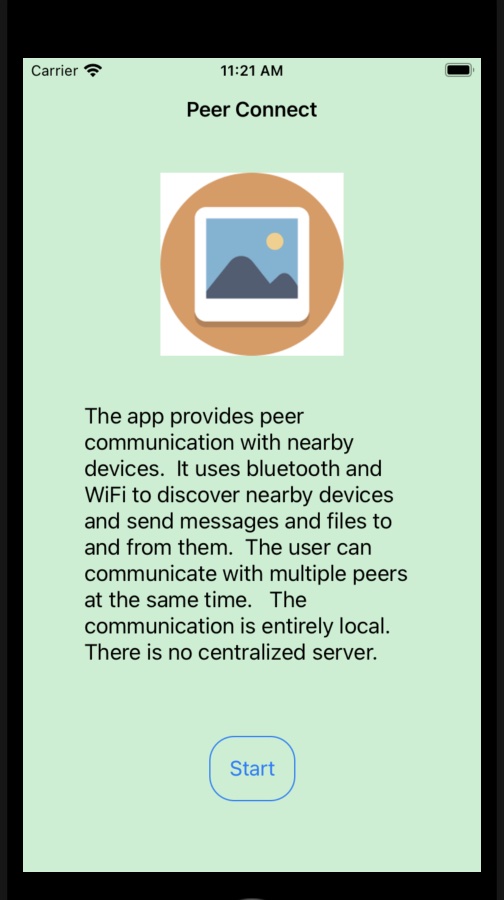 Carrier
11:21 AM
Peer Connect
The app provides peer
communication with nearby
devices.  It uses bluetooth and
WiFi to discover nearby devices
and send messages and files to
and from them.  The user can
communicate with multiple peers
at the same time.   The
communication is entirely local.
There is no centralized server.
Start